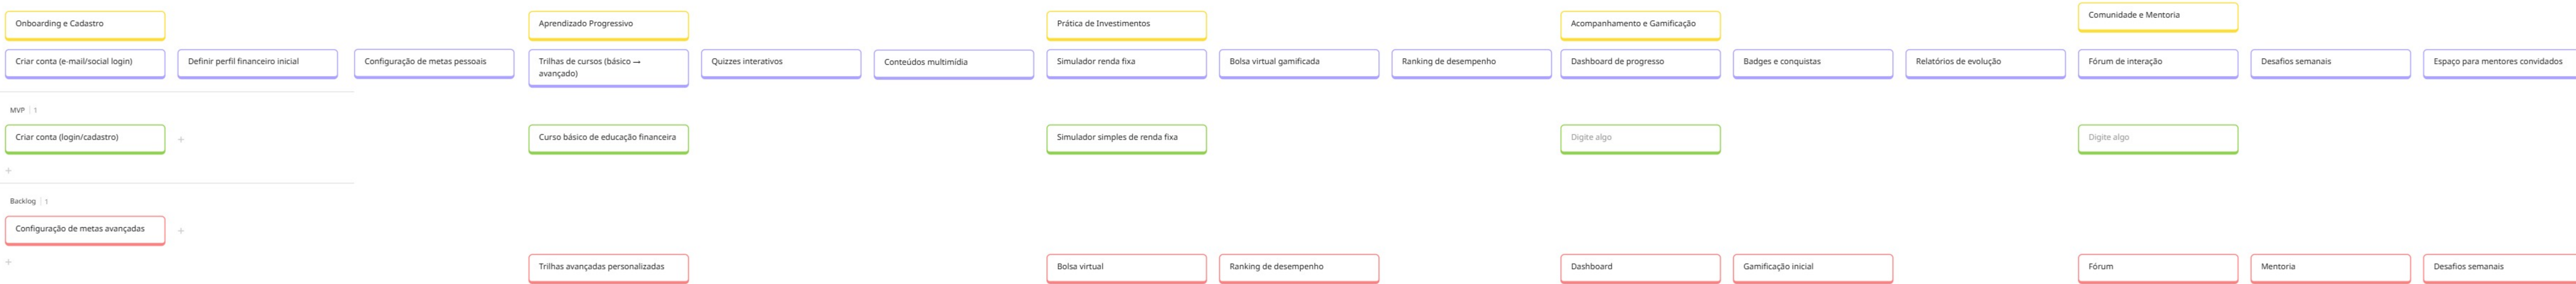 Onboarding e Cadastro
Aprendizado Progressivo
Prática de Investimentos
Acompanhamento e Gamificação
Comunidade e Mentoria
Criar conta (e-mail/social login)
Definir perfil financeiro inicial
Configuração de metas pessoais
Trilhas de cursos (básico →
avançado)
Quizzes interativos
Conteúdos multimídia
Simulador renda fixa
Bolsa virtual gamificada
Ranking de desempenho
Dashboard de progresso
Badges e conquistas
Relatórios de evolução
Fórum de interação
Desafios semanais
Espaço para mentores convidados
MVP 1
Criar conta (login/cadastro)
Curso básico de educação financeira
Simulador simples de renda fixa
Digite algo
Digite algo
Backlog 1
Configuração de metas avançadas
Trilhas avançadas personalizadas
Bolsa virtual
Ranking de desempenho
Dashboard
Gamificação inicial
Fórum
Mentoria
Desafios semanais